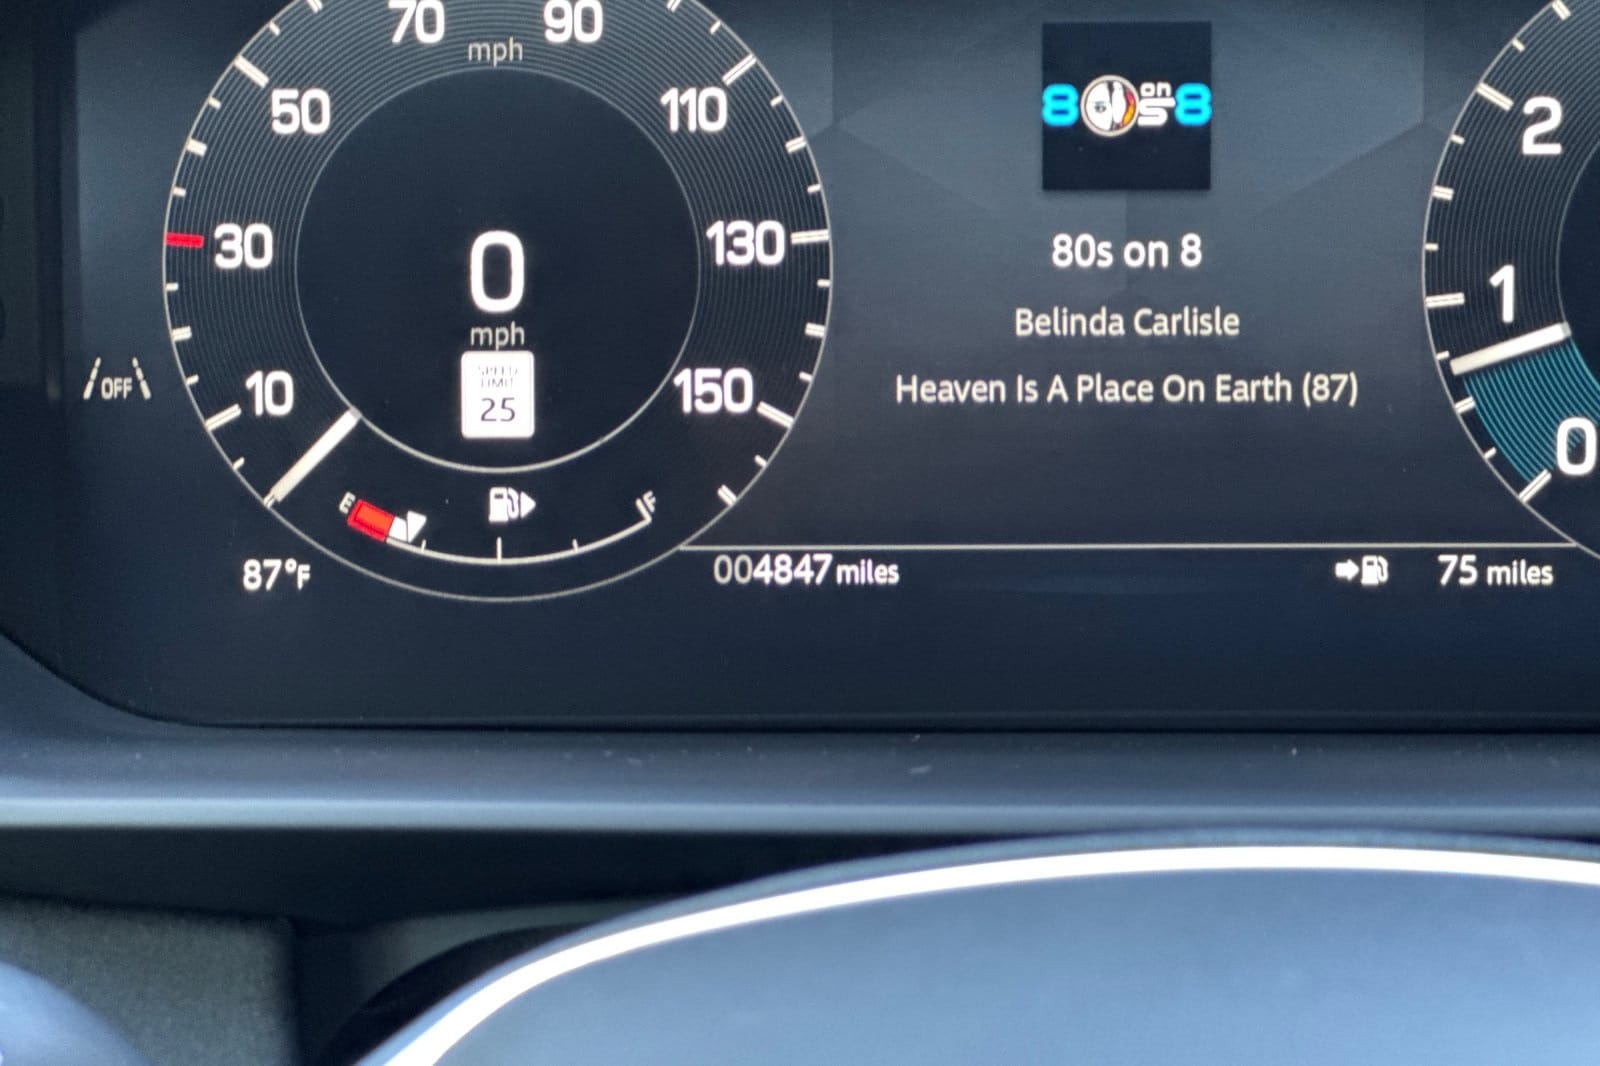 70
90
mph
50
110
30
130
10
150
0
mph
SPEED
LIMIT
25
OFF
E
F
87°F
8 on 8
80s on 8
Belinda Carlisle
Heaven Is A Place On Earth (87)
004847 miles
75 miles
2
1
0